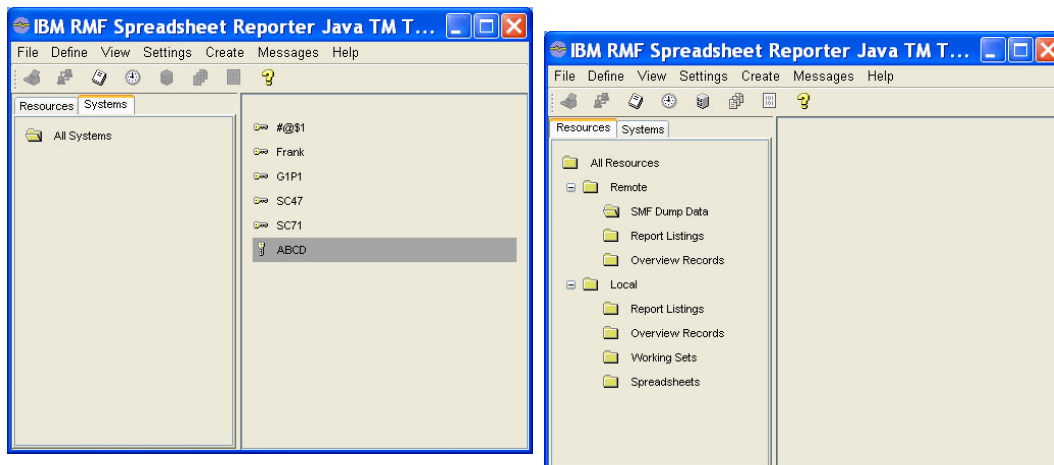 IBM RMF Spreadsheet Reporter Java TM T...
File Define View Settings Create Messages Help
Resources Systems
All Systems
#@$1
Frank
G1P1
SC47
SC71
ABCD
IBM RMF Spreadsheet Reporter Java TM T...
File Define View Settings Create Messages Help
Resources Systems
All Resources
Remote
SMF Dump Data
Report Listings
Overview Records
Local
Report Listings
Overview Records
Working Sets
Spreadsheets